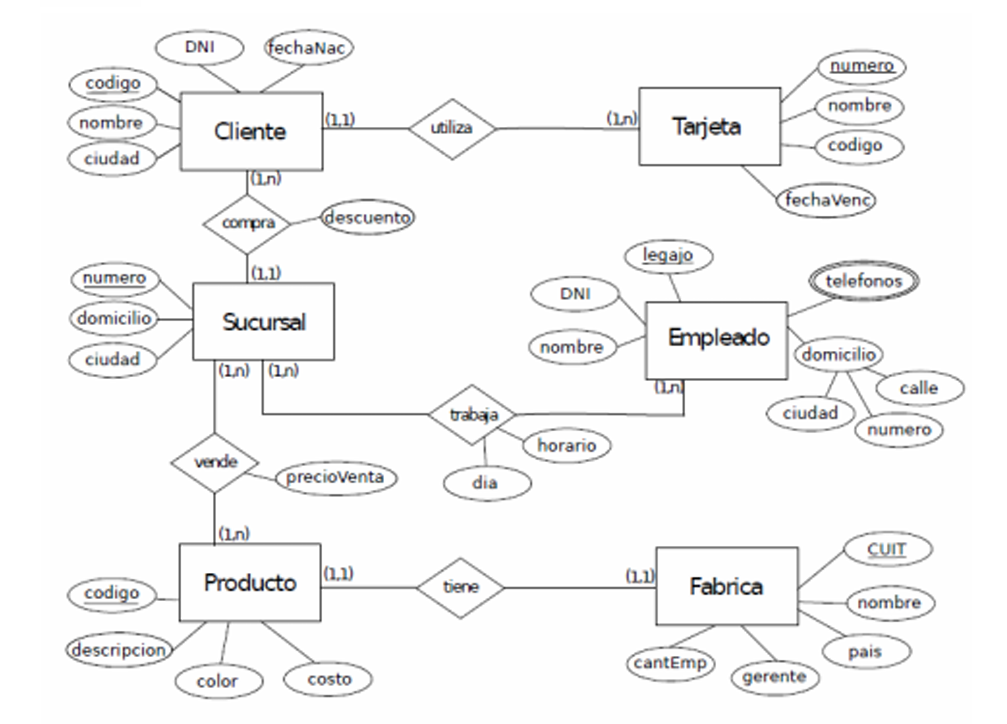 DNI
fechaNac
codigo
nombre
ciudad
Cliente
(1,1)
utiliza
(1,n)
Tarjeta
numero
nombre
codigo
fechaVenc
(1,n)
compra
descuento
(1,1)
numero
domicilio
ciudad
Sucursal
(1,n)
(1,n)
legajo
DNI
nombre
Empleado
telefonos
domicilio
calle
ciudad
numero
(1,n)
trabaja
horario
dia
vende
precioVenta
(1,n)
Producto
(1,1)
codigo
descripcion
color
costo
tiene
(1,1)
Fabrica
CUIT
nombre
pais
cantEmp
gerente